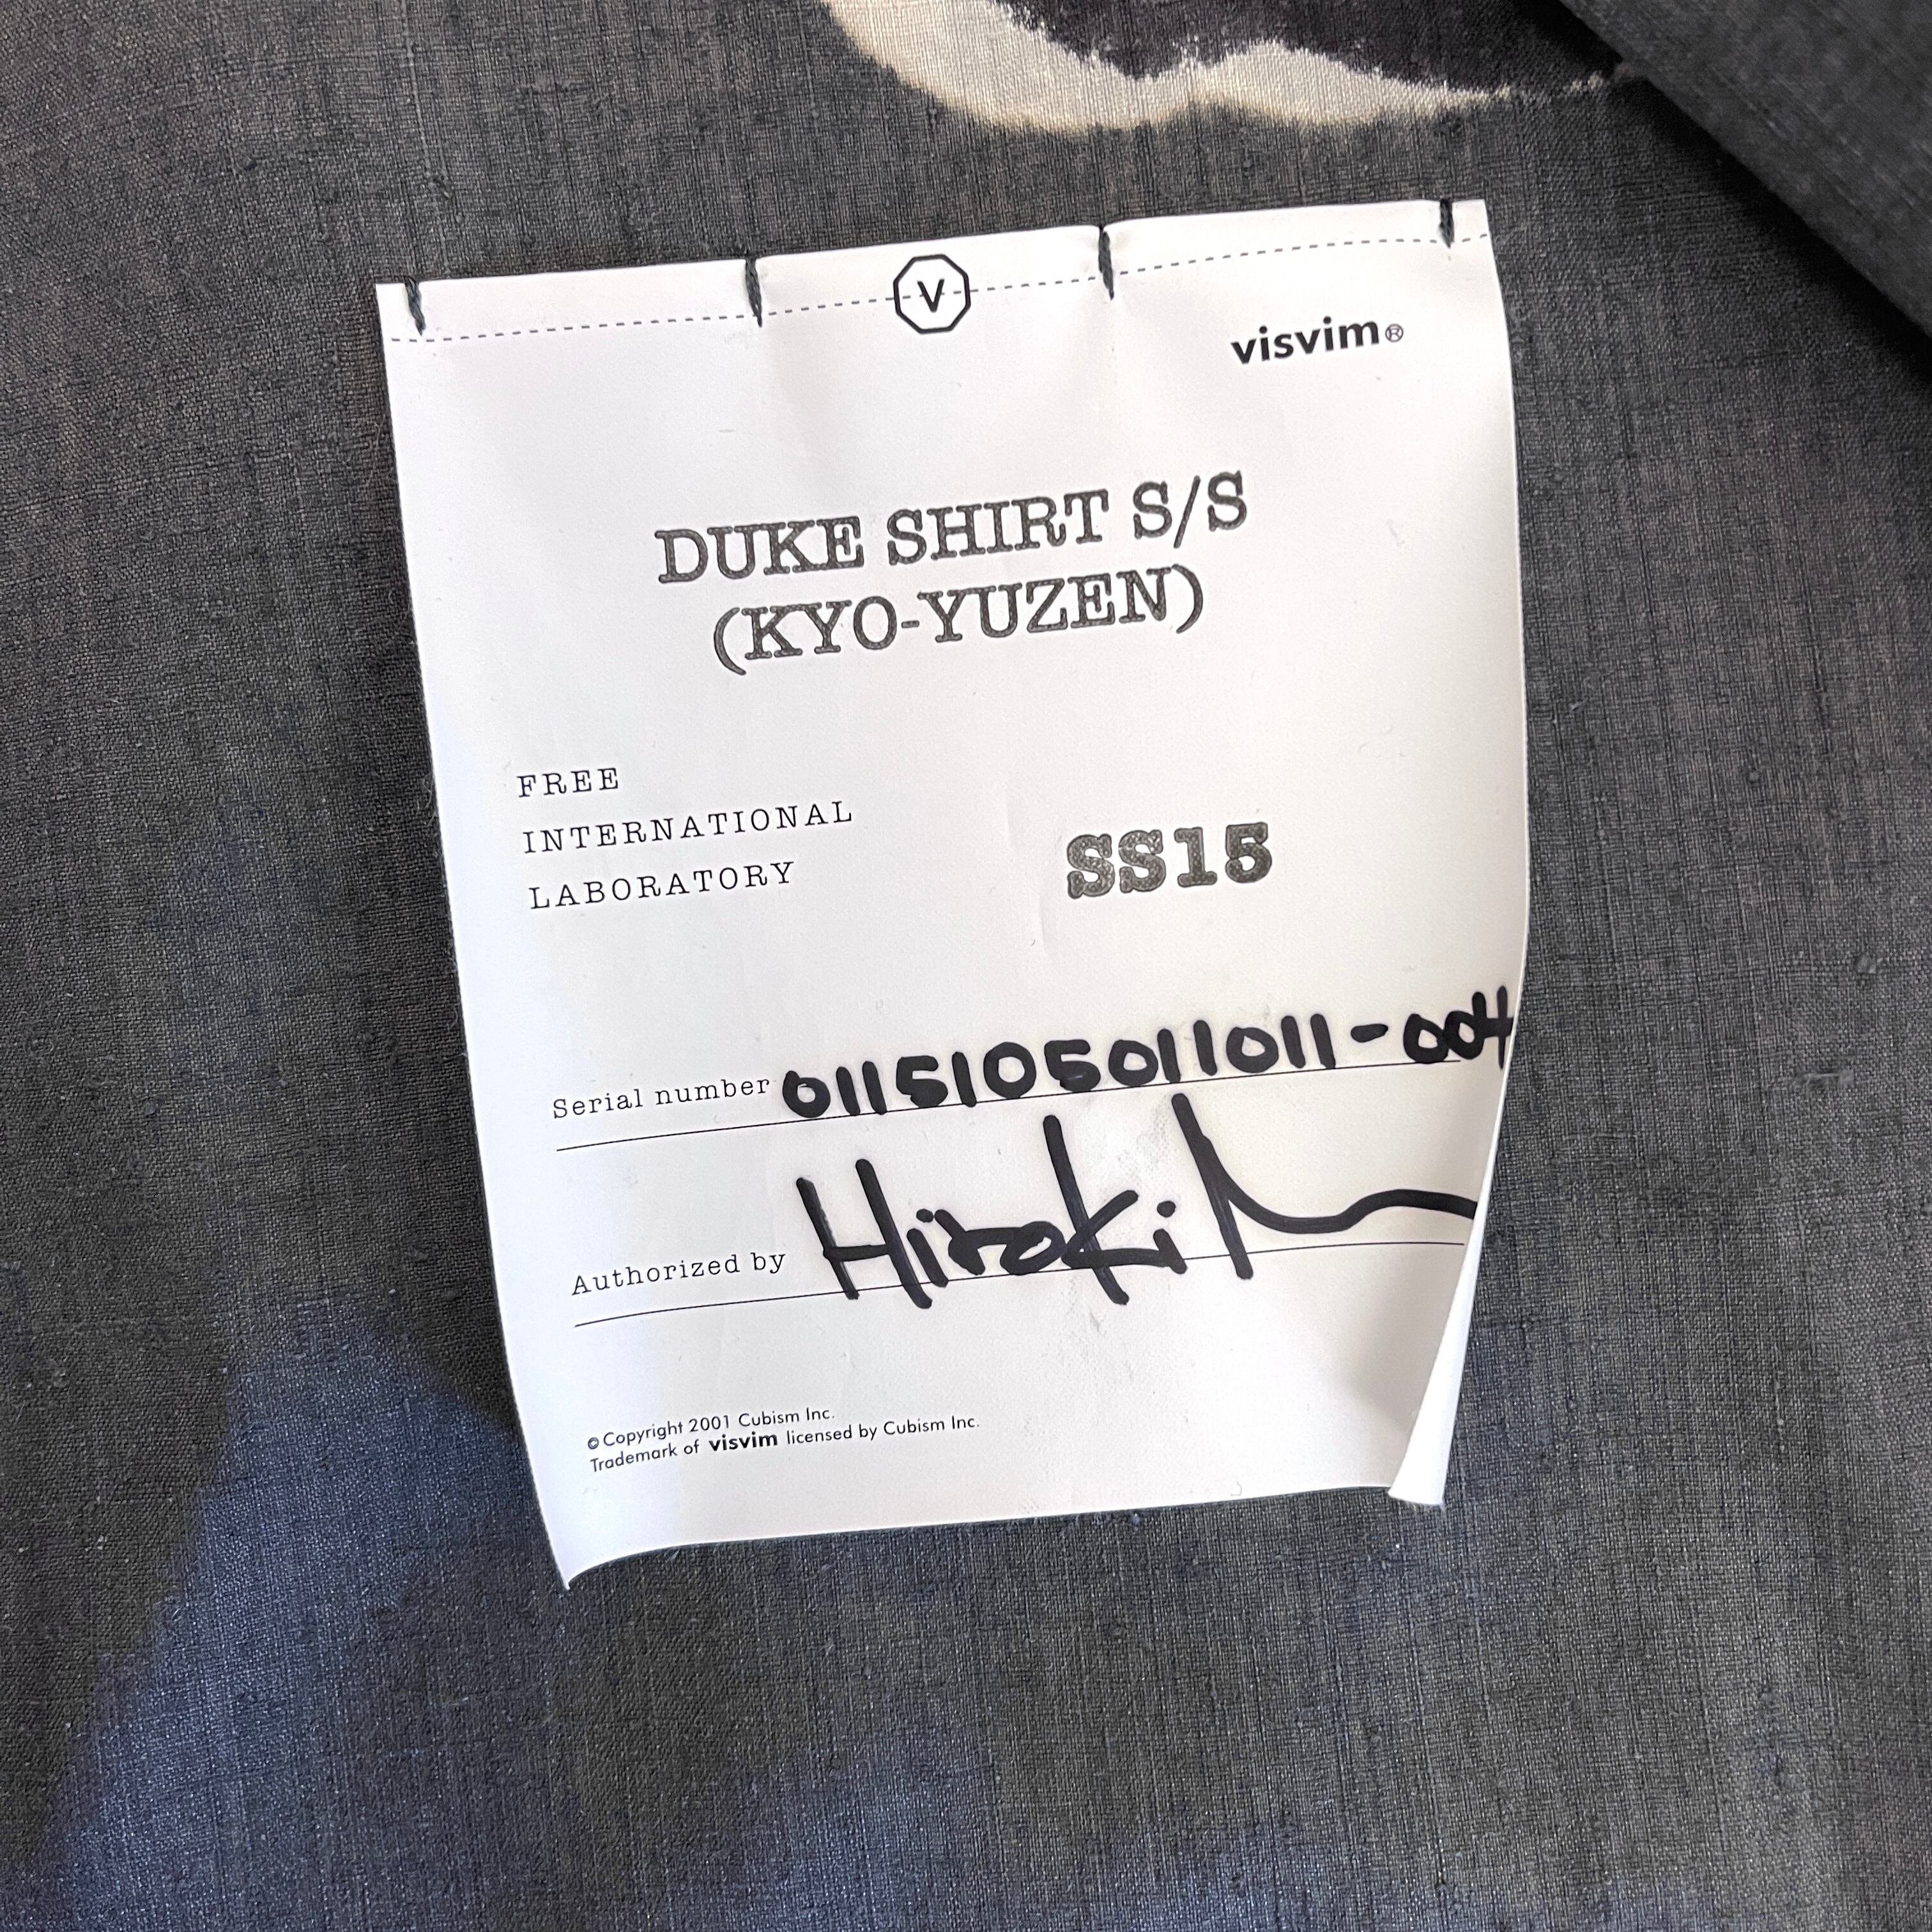 V
visvim®
DUKE SHIRT S/S
(KYO-YUZEN)
FREE
INTERNATIONAL
LABORATORY
SS15
Serial number 0115105011011-004
Authorized by Hiroki
© Copyright 2001 Cubism Inc.
Trademark of visvim licensed by Cubism Inc.